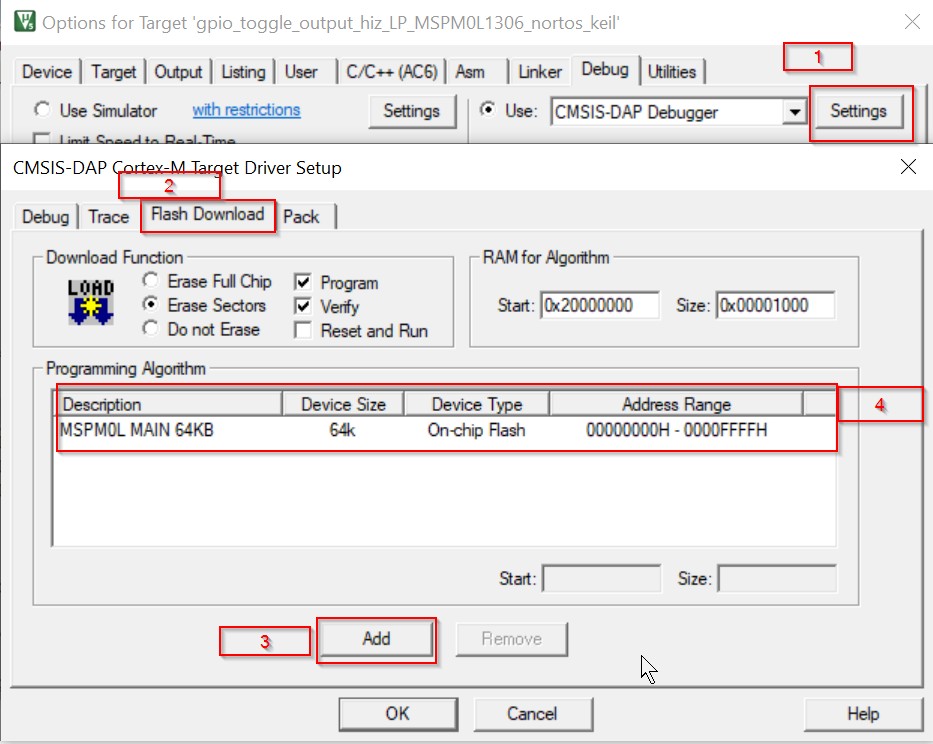 Options for Target 'gpio_toggle_output_hiz_LP_MSPM0L1306_nortos_keil'
1
Device Target Output Listing User C/C++ (AC6) Asm Linker Debug Utilities
Use Simulator with restrictions Settings Use: CMSIS-DAP Debugger Settings
Limit Speed to Real-Time
CMSIS-DAP Cortex-M Target Driver Setup
2
Debug Trace Flash Download Pack
Download Function RAM for Algorithm
LOAD Erase Full Chip Program
Erase Sectors Verify Start: 0x20000000 Size: 0x00001000
Do not Erase Reset and Run
Programming Algorithm
Description Device Size Device Type Address Range 4
MSPM0L MAIN 64KB 64k On-chip Flash 00000000H - 0000FFFFH
Start: Size:
3 Add Remove
OK Cancel Help